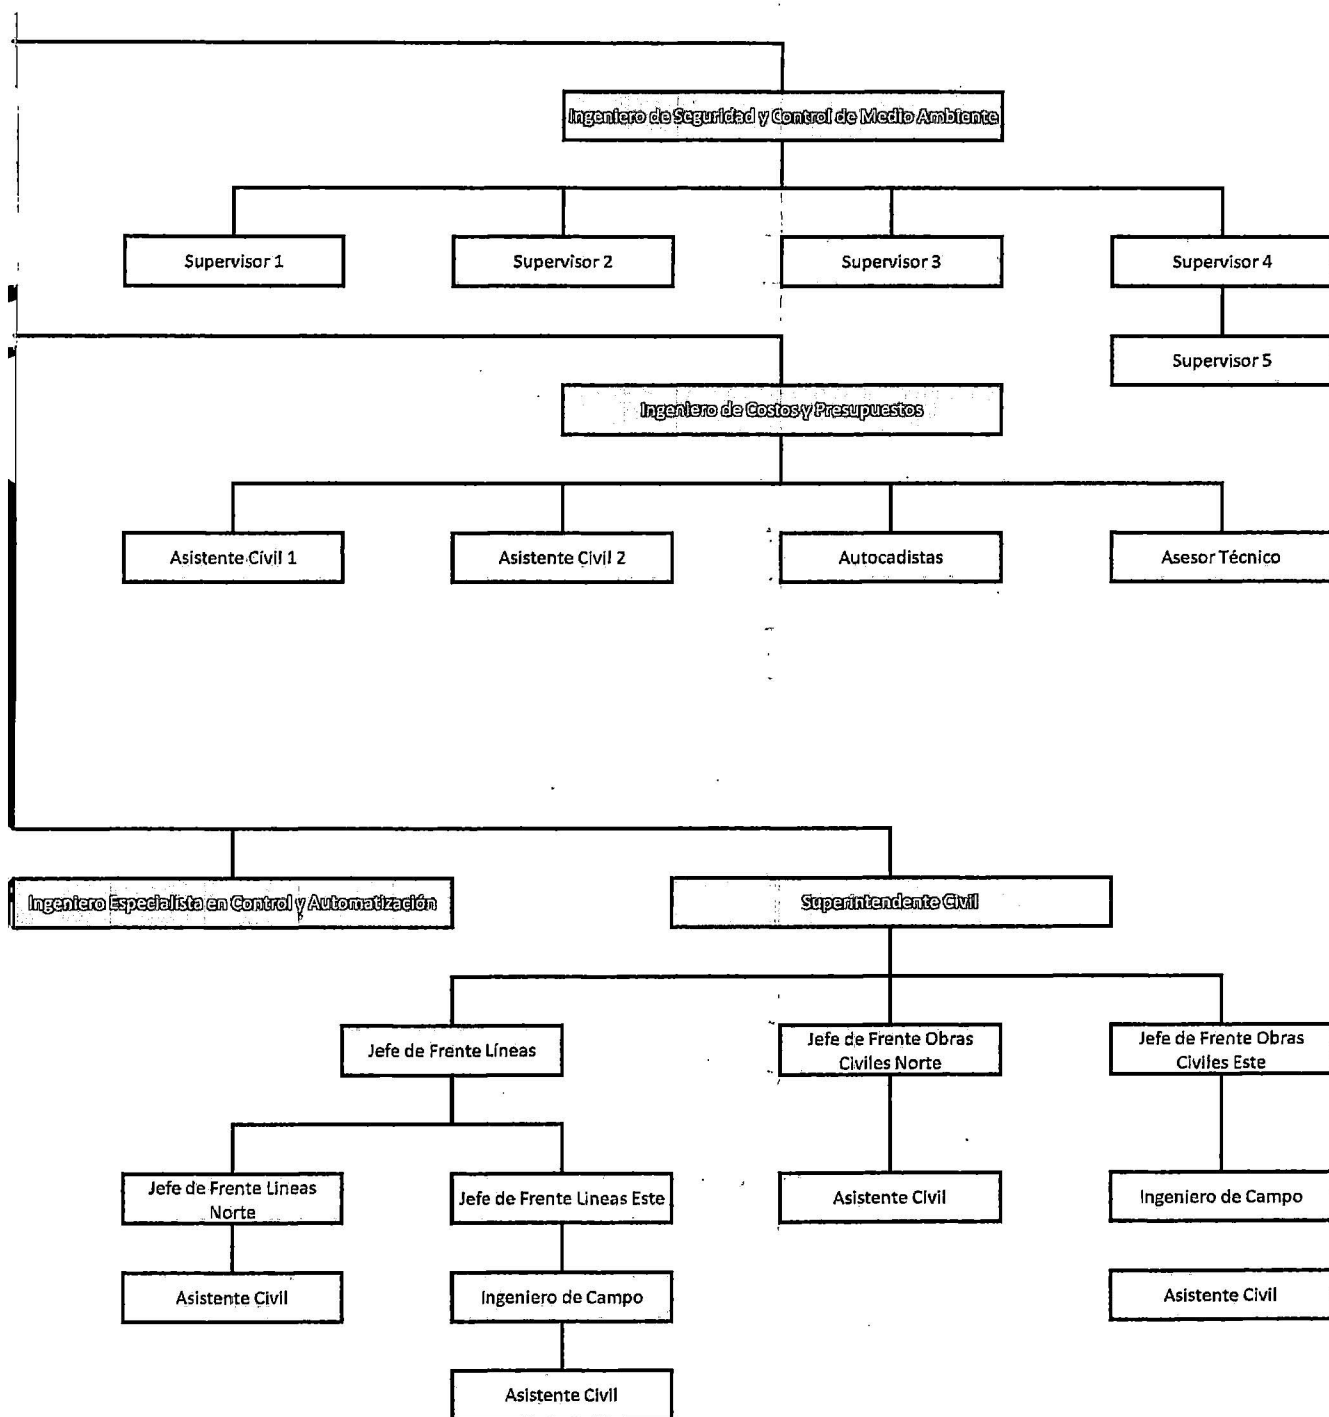 Ingeniero de Seguridad y Control de Medio Ambiente
Supervisor 1
Supervisor 2
Supervisor 3
Supervisor 4
Supervisor 5
Ingeniero de Costos y Presupuestos
Asistente Civil 1
Asistente Civil 2
Autocadistas
Asesor Técnico
Ingeniero Especialista en Control y Automatización
Superintendente Civil
Jefe de Frente Líneas
Jefe de Frente Obras
Civiles Norte
Jefe de Frente Obras
Civiles Este
Jefe de Frente Lineas
Norte
Jefe de Frente Lineas Este
Asistente Civil
Ingeniero de Campo
Asistente Civil
Ingeniero de Campo
Asistente Civil
Asistente Civil